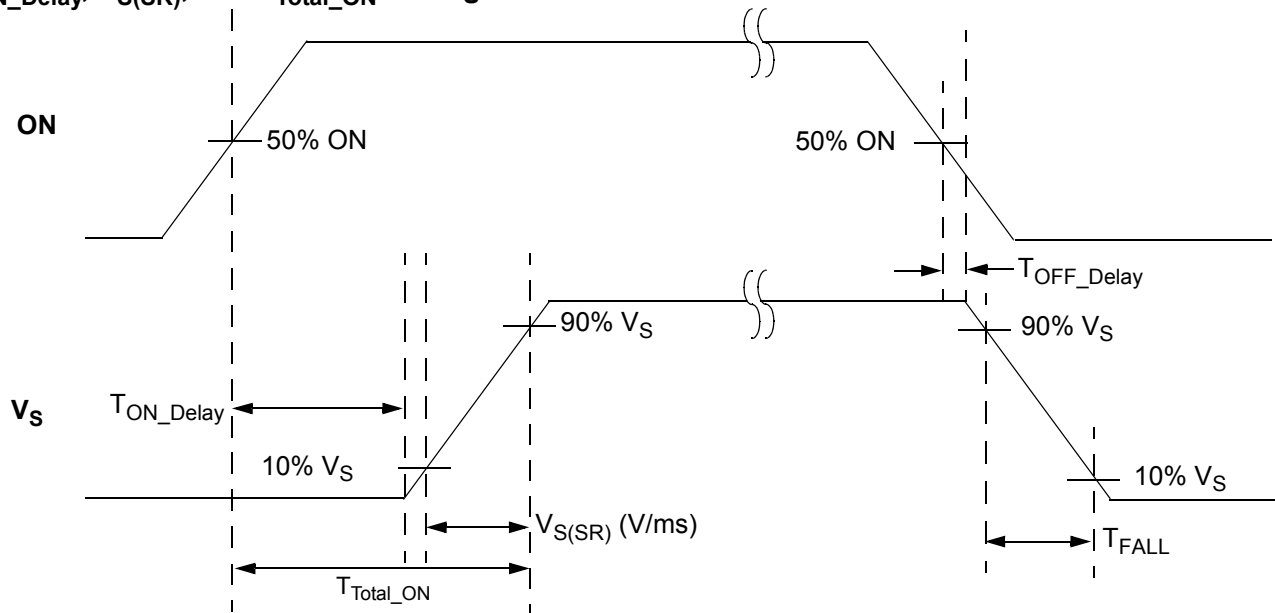 ON
50% ON
50% ON
T_OFF_Delay
90% V_S
90% V_S
V_S
T_ON_Delay
10% V_S
10% V_S
V_S(SR) (V/ms)
T_FALL
T_Total_ON